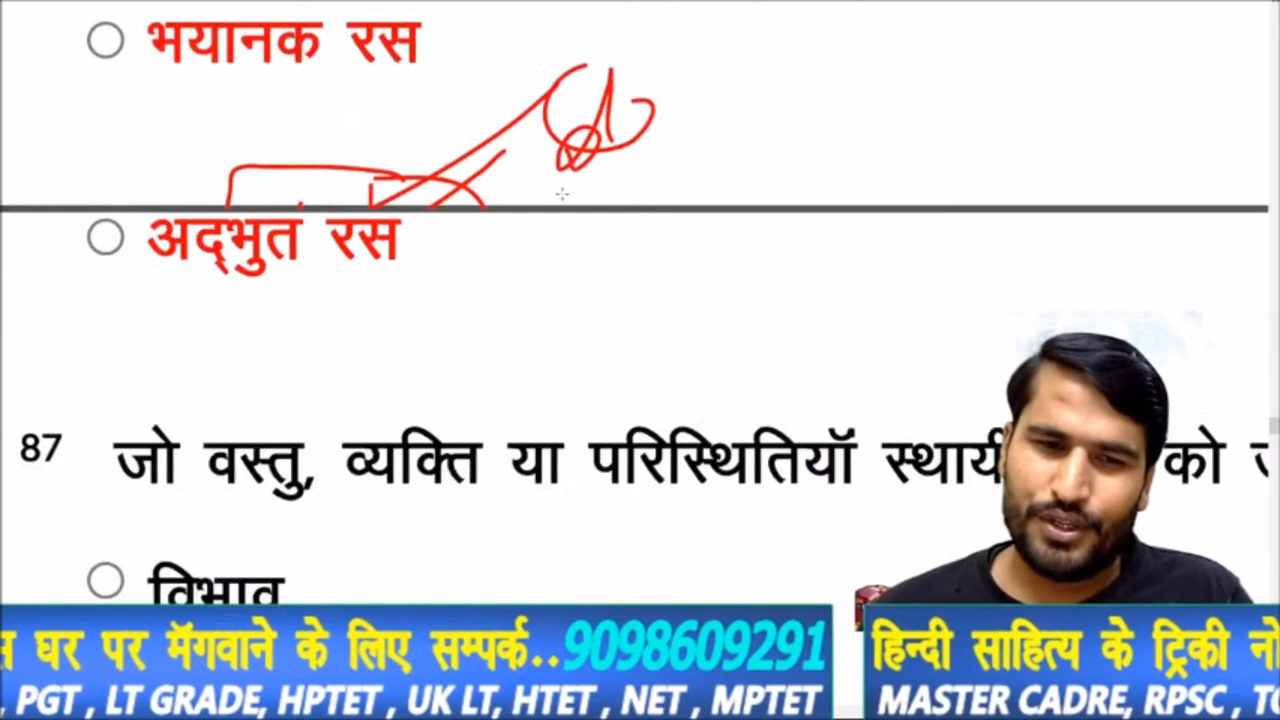 भयानक रस
अद्भुत रस
87 जो वस्तु, व्यक्ति या परिस्थितियॉ को
विभाव
घर पर मॅगवाने के लिए सम्पर्क..9098609291
हिन्दी साहित्य के ट्रिकी
PGT , LT GRADE, HPTET , UK LT, HTET , NET , MPTET
MASTER CADRE, RPSC ,